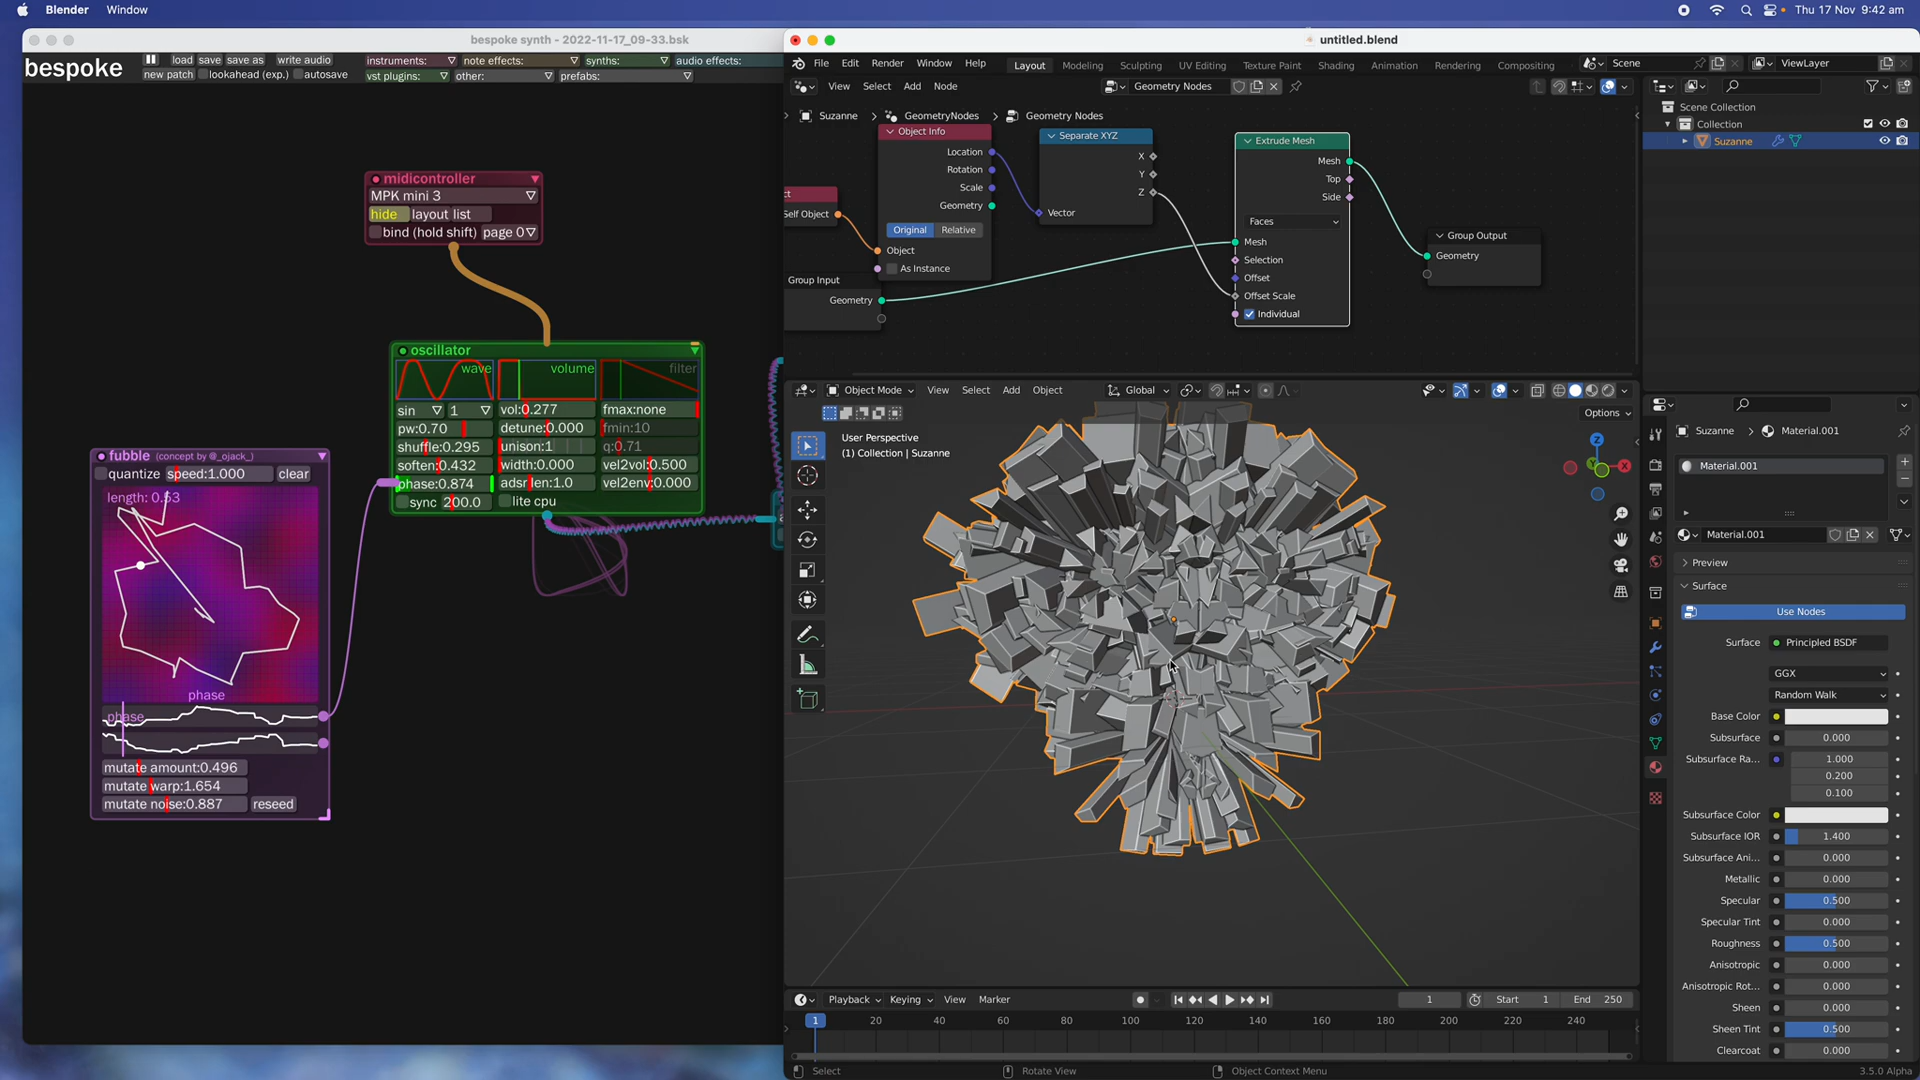 Blender Window
Thu 17 Nov 9:42 am
bespoke synth - 2022-11-17_09-33.bsk
bespoke
load save save as write audio
new patch lookahead (exp.) autosave
instruments: note effects: synths: audio effects:
vst plugins: other: prefabs:
midicontroller
MPK mini 3
hide layout list
bind (hold shift) page 0
oscillator
wave volume filter
sin 1 vol:0.277 fmax:none
pw:0.70 detune:0.000 fmin:10
shuffle:0.295 unison:1 q:0.71
soften:0.432 width:0.000 vel2vol:0.500
phase:0.874 adsr len:1.0 vel2env:0.000
sync 200.0 lite cpu
fubble (concept by @_ojack_)
quantize speed:1.000 clear
length: 0.53
phase
phase
mutate amount:0.496
mutate warp:1.654
mutate noise:0.887 reseed
untitled.blend
File Edit Render Window Help Layout Modeling Sculpting UV Editing Texture Paint Shading Animation Rendering Compositing Scene ViewLayer
View Select Add Node Geometry Nodes
Suzanne GeometryNodes Geometry Nodes
Object Info
Location
Rotation
Scale
Geometry
Original Relative
Object
As Instance
Self Object
Group Input
Geometry
Separate XYZ
X
Y
Z
Vector
Extrude Mesh
Mesh
Top
Side
Faces
Mesh
Selection
Offset
Offset Scale
Individual
Group Output
Geometry
Object Mode View Select Add Object Global
Options
User Perspective
(1) Collection | Suzanne
Z
X
Y
Scene Collection
Collection
Suzanne
Suzanne Material.001
Material.001
Material.001
Preview
Surface
Use Nodes
Surface Principled BSDF
GGX
Random Walk
Base Color
Subsurface 0.000
Subsurface Ra... 1.000
0.200
0.100
Subsurface Color
Subsurface IOR 1.400
Subsurface Ani... 0.000
Metallic 0.000
Specular 0.500
Specular Tint 0.000
Roughness 0.500
Anisotropic 0.000
Anisotropic Rot... 0.000
Sheen 0.000
Sheen Tint 0.500
Clearcoat 0.000
Playback Keying View Marker 1 Start 1 End 250
1 20 40 60 80 100 120 140 160 180 200 220 240
Select Rotate View Object Context Menu 3.5.0 Alpha